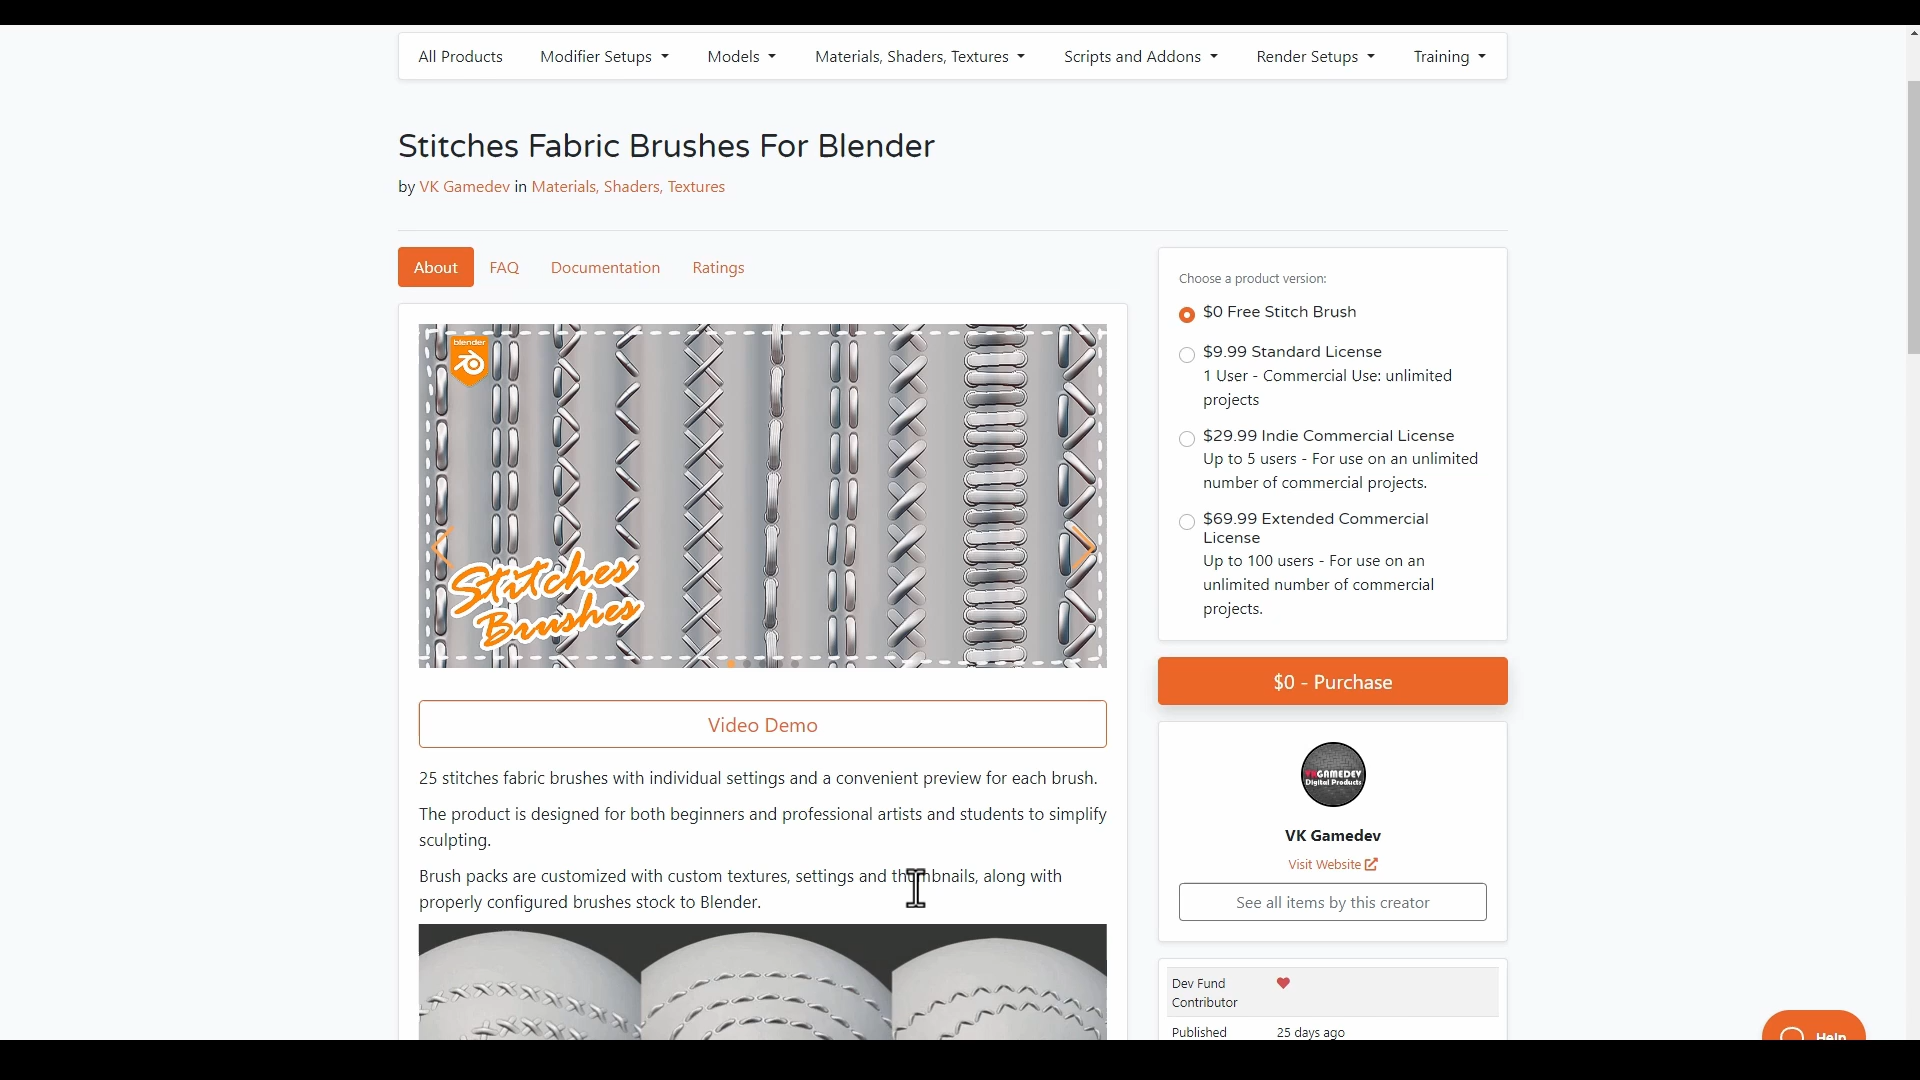 All Products Modifier Setups Models Materials, Shaders, Textures Scripts and Addons Render Setups Training
Stitches Fabric Brushes For Blender
by VK Gamedev in Materials, Shaders, Textures
About FAQ Documentation Ratings
blender
Stitches
Brushes
Video Demo
25 stitches fabric brushes with individual settings and a convenient preview for each brush.
The product is designed for both beginners and professional artists and students to simplify
sculpting.
Brush packs are customized with custom textures, settings and thumbnails, along with
properly configured brushes stock to Blender.
Choose a product version:
$0 Free Stitch Brush
$9.99 Standard License
1 User - Commercial Use: unlimited
projects
$29.99 Indie Commercial License
Up to 5 users - For use on an unlimited
number of commercial projects.
$69.99 Extended Commercial
License
Up to 100 users - For use on an
unlimited number of commercial
projects.
$0 - Purchase
VKGAMEDEV
Digital Products
VK Gamedev
Visit Website
See all items by this creator
Dev Fund
Contributor
Published 25 days ago
Help